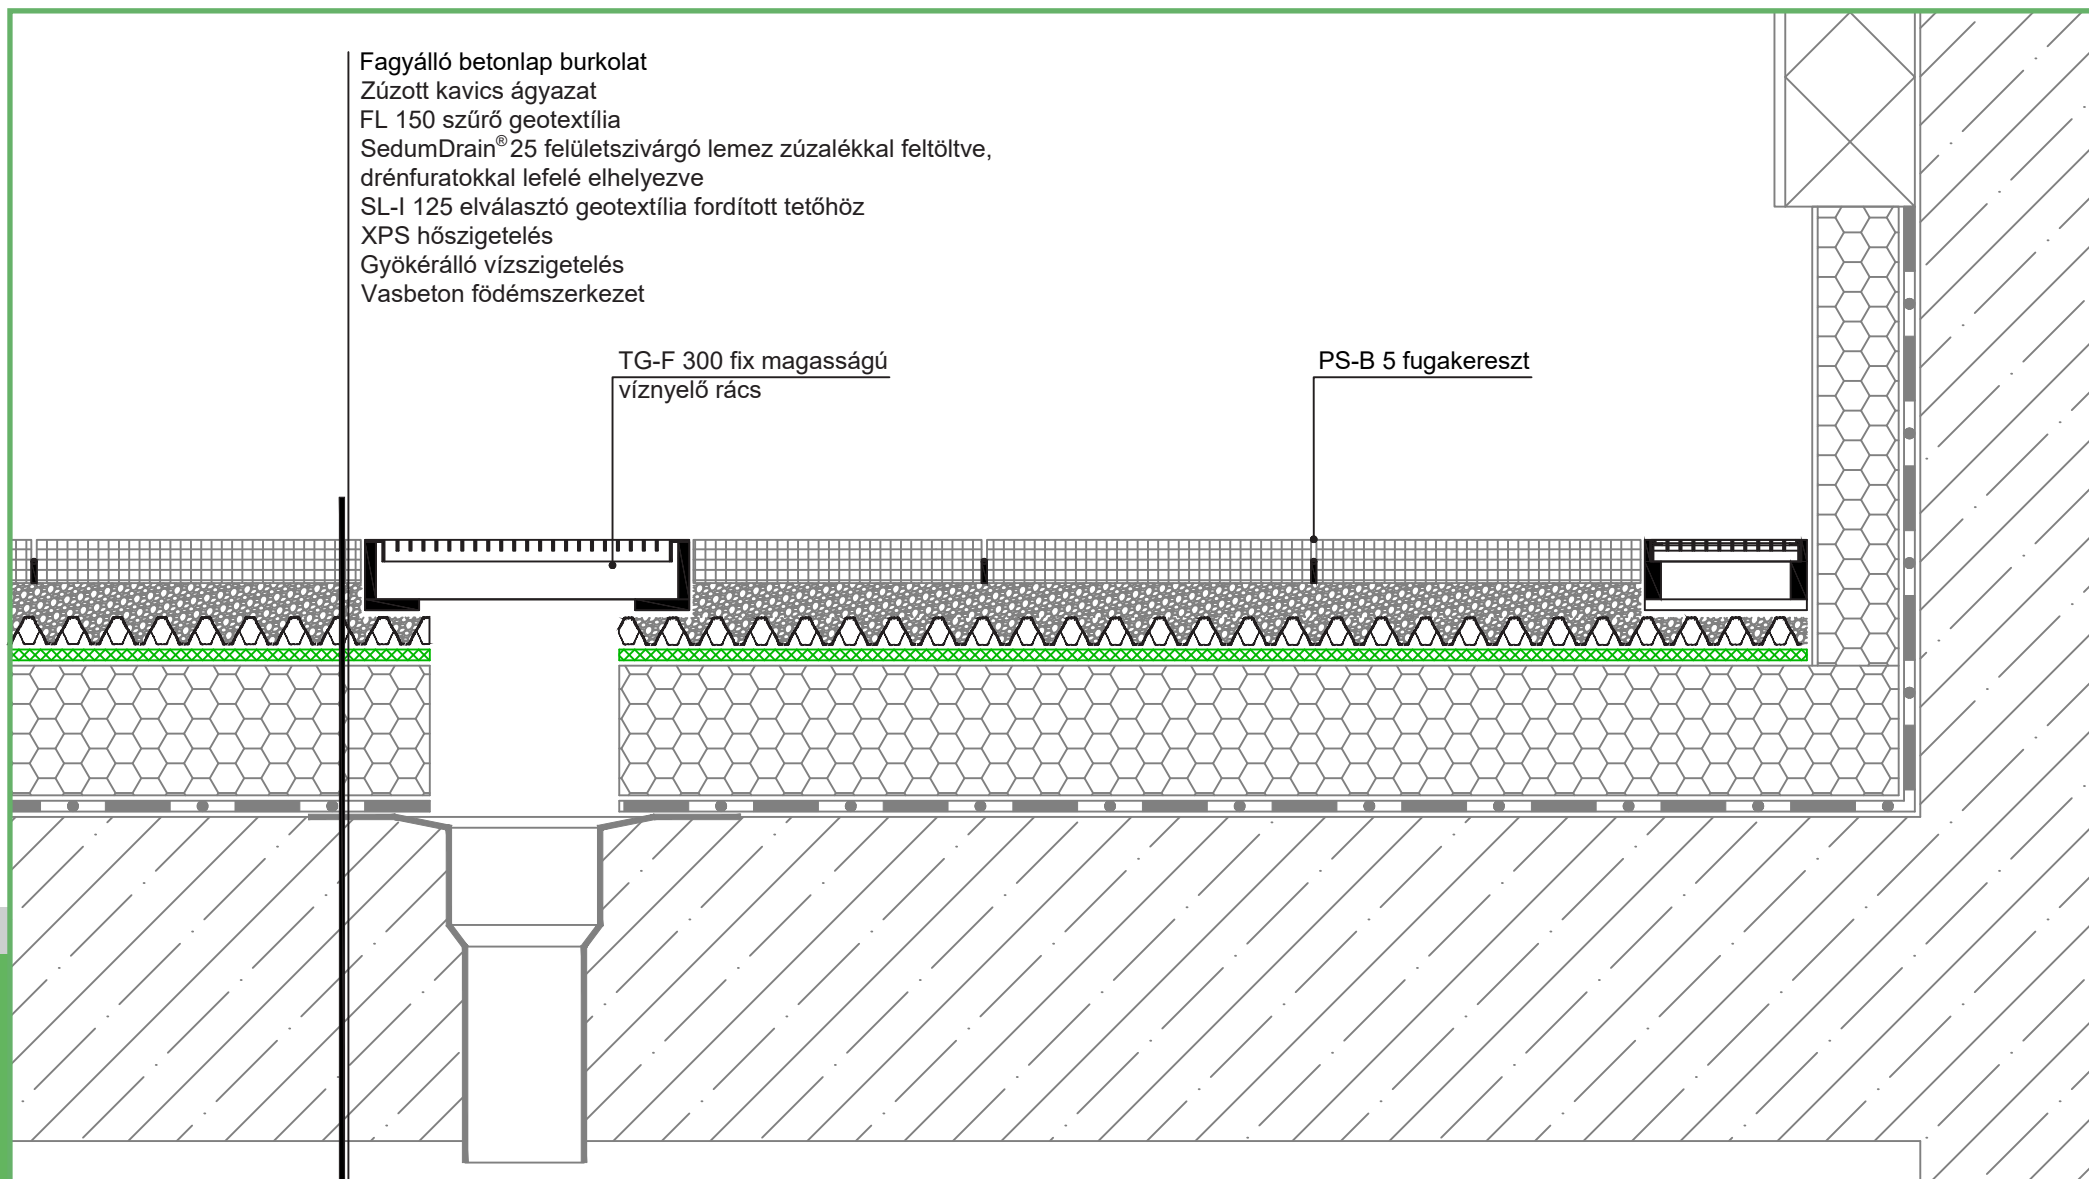 Fagyálló betonlap burkolat
Zúzott kavics ágyazat
FL 150 szűrő geotextília
SedumDrain® 25 felületszivárgó lemez zúzalékkal feltöltve,
drénfuratokkal lefelé elhelyezve
SL-I 125 elválasztó geotextília fordított tetőhöz
XPS hőszigetelés
Gyökérálló vízszigetelés
Vasbeton födémszerkezet
TG-F 300 fix magasságú
víznyelő rács
PS-B 5 fugakereszt